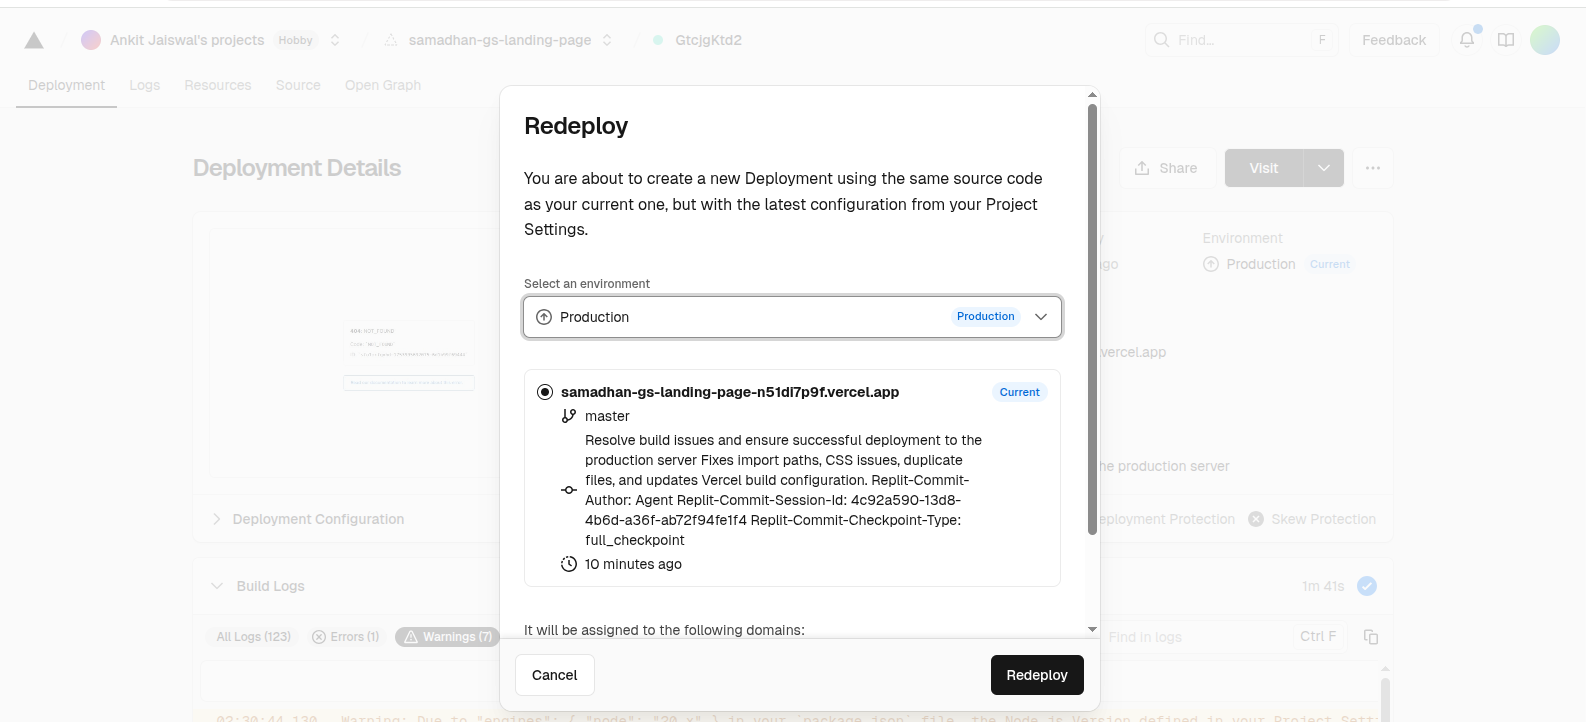 Ankit Jaiswal's projects Hobby samadhan-gs-landing-page GtcjgKtd2 Find... F Feedback
Deployment Logs Resources Source Open Graph
Redeploy
Deployment Details Share Visit
You are about to create a new Deployment using the same source code
as your current one, but with the latest configuration from your Project
Settings.
Environment
Production Current
ago
Select an environment
Production Production
404: NOT_FOUND
vercel.app
samadhan-gs-landing-page-n51di7p9f.vercel.app Current
master
Resolve build issues and ensure successful deployment to the
production server Fixes import paths, CSS issues, duplicate
files, and updates Vercel build configuration. Replit-Commit-
Author: Agent Replit-Commit-Session-Id: 4c92a590-13d8-
4b6d-a36f-ab72f94fe1f4 Replit-Commit-Checkpoint-Type:
full_checkpoint
10 minutes ago
he production server
Deployment Configuration eployment Protection Skew Protection
Build Logs 1m 41s
It will be assigned to the following domains:
All Logs (123) Errors (1) Warnings (7) Find in logs Ctrl F
Cancel Redeploy
02:30:44.130 Warning: Due to "engines": { "node": "20.x" } in your `package.json` file, the Node.js Version defined in your Project Sett